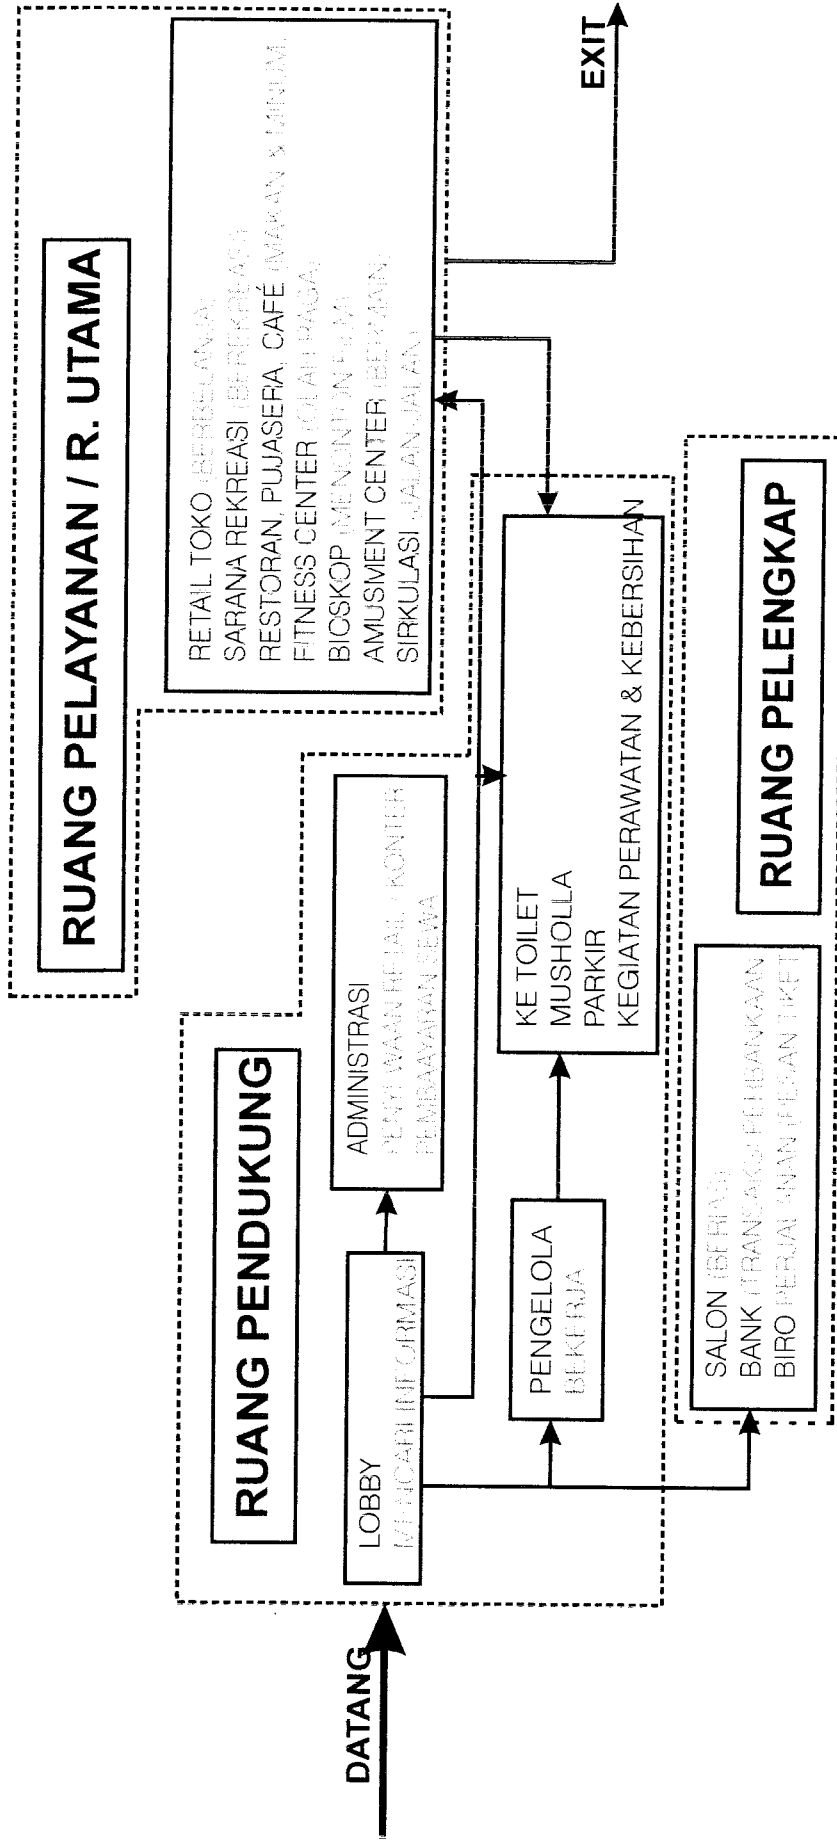 RUANG PELAYANAN / R. UTAMA
RETAIL TOKO (BERBELANJA)
SARANA REKREASI (BEREKREASI)
RESTORAN, PUJASERA, CAFÉ (MAKAN & MINUM)
FITNESS CENTER (OLAH RAGA)
BIOSKOP (MENONTON FILM)
AMUSMENT CENTER (BERMAIN)
SIRKULASI (JALAN JALAN)
EXIT
RUANG PENDUKUNG
ADMINISTRASI
PENYEWAAN RETAIL / KONTER
PEMBAAYARAN SEWA
LOBBY
MENCARI INFORMASI
DATANG
KE TOILET
MUSHOLLA
PARKIR
KEGIATAN PERAWATAN & KEBERSIHAN
PENGELOLA
BEKERJA
RUANG PELENGKAP
SALON (BERIAS)
BANK (TRANSAKSI PERBANKAAN
BIRO PERJALANAN (PESAN TIKET